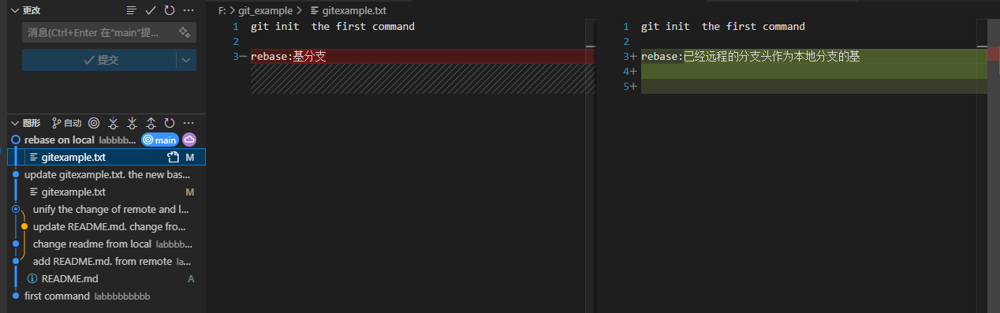 更改
消息(Ctrl+Enter 在"main"提...
提交
图形
自动
rebase on local labbbb... main
gitexample.txt M
update gitexample.txt. the new bas...
gitexample.txt M
unify the change of remote and l...
update README.md. change fro...
change readme from local labbbb...
add README.md. from remote la...
README.md A
first command labbbbbbbbb
F: > git_example > gitexample.txt
1 git init  the first command
2
3— rebase:基分支
1 git init  the first command
2
3+ rebase:已经远程的分支头作为本地分支的基
4+
5+